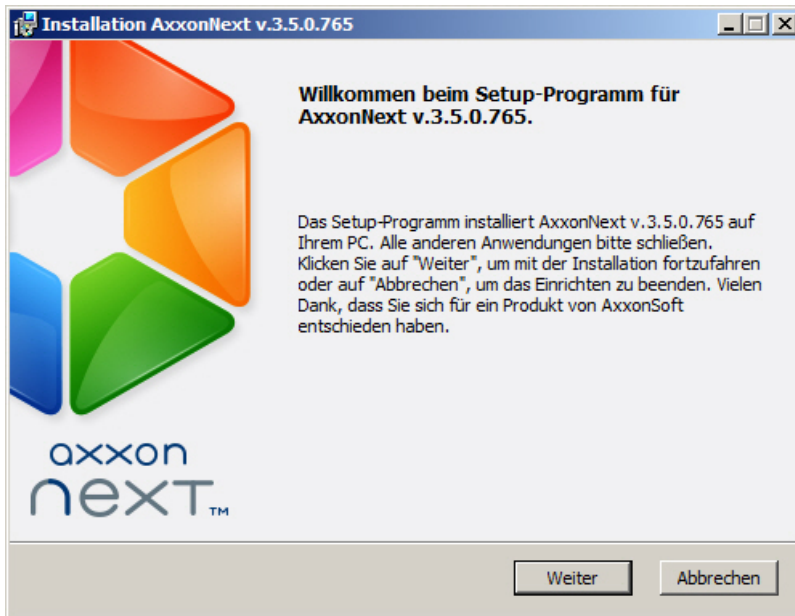 Installation AxxonNext v.3.5.0.765
Willkommen beim Setup-Programm für
AxxonNext v.3.5.0.765.
Das Setup-Programm installiert AxxonNext v.3.5.0.765 auf
Ihrem PC. Alle anderen Anwendungen bitte schließen.
Klicken Sie auf "Weiter", um mit der Installation fortzufahren
oder auf "Abbrechen", um das Einrichten zu beenden. Vielen
Dank, dass Sie sich für ein Produkt von AxxonSoft
entschieden haben.
axxon
next™
Weiter
Abbrechen